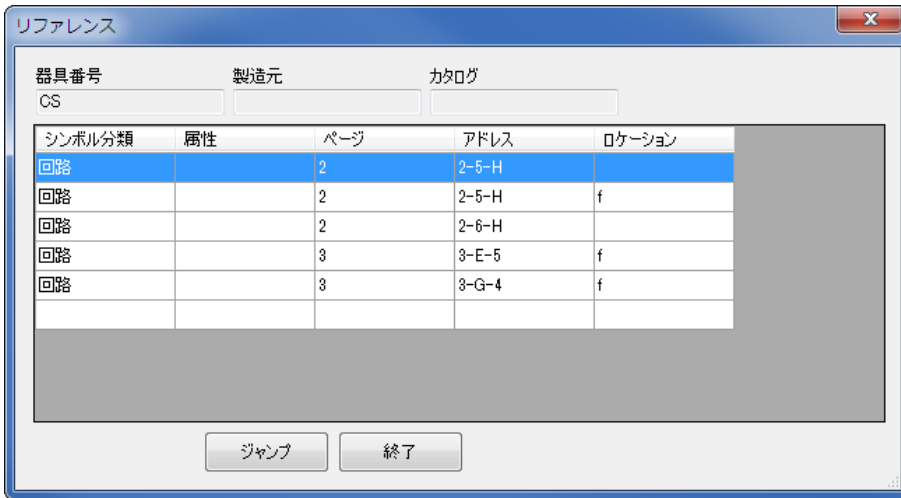 リファレンス
器具番号 製造元 カタログ
CS
シンボル分類 属性 ページ アドレス ロケーション
回路 2 2-5-H
回路 2 2-5-H f
回路 2 2-6-H
回路 3 3-E-5 f
回路 3 3-G-4 f
ジャンプ 終了